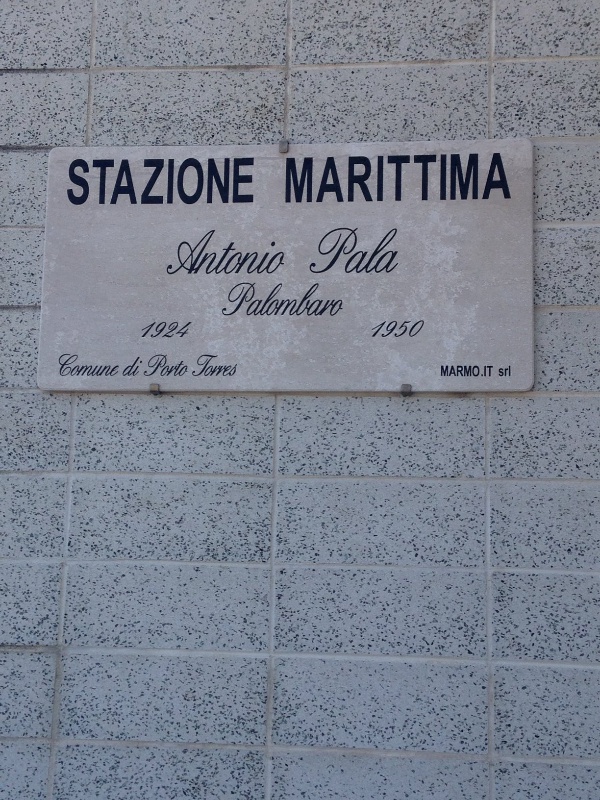 STAZIONE MARITTIMA
Antonio Pala
Palombaro
1924 1950
Comune di Porto Torres MARMO.IT srl